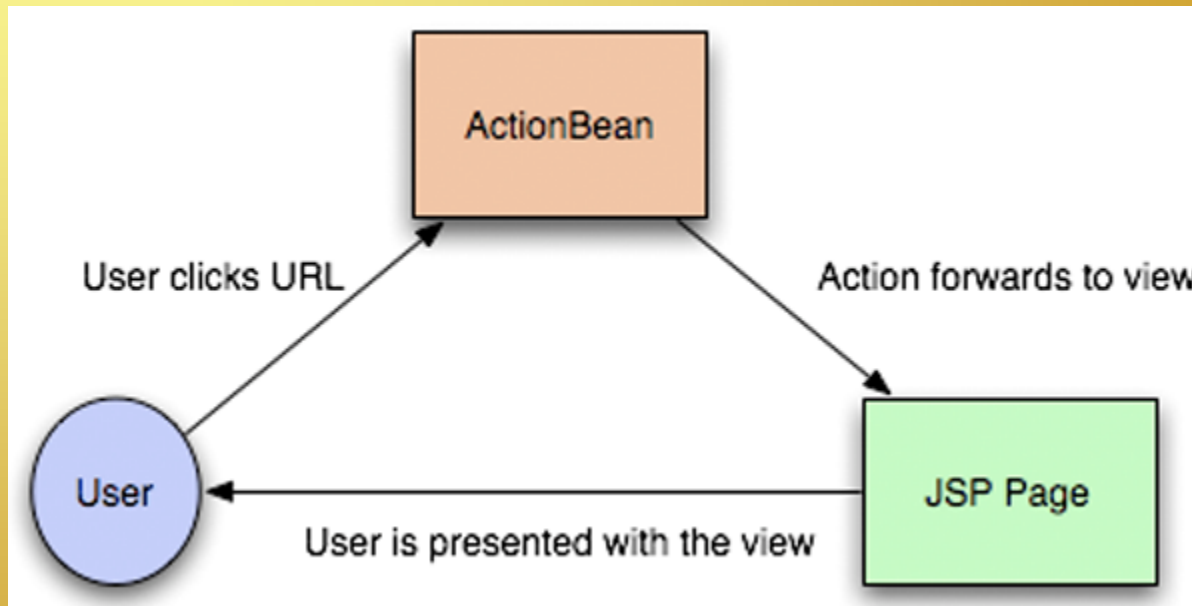 ActionBean
User clicks URL
Action forwards to view
User
JSP Page
User is presented with the view